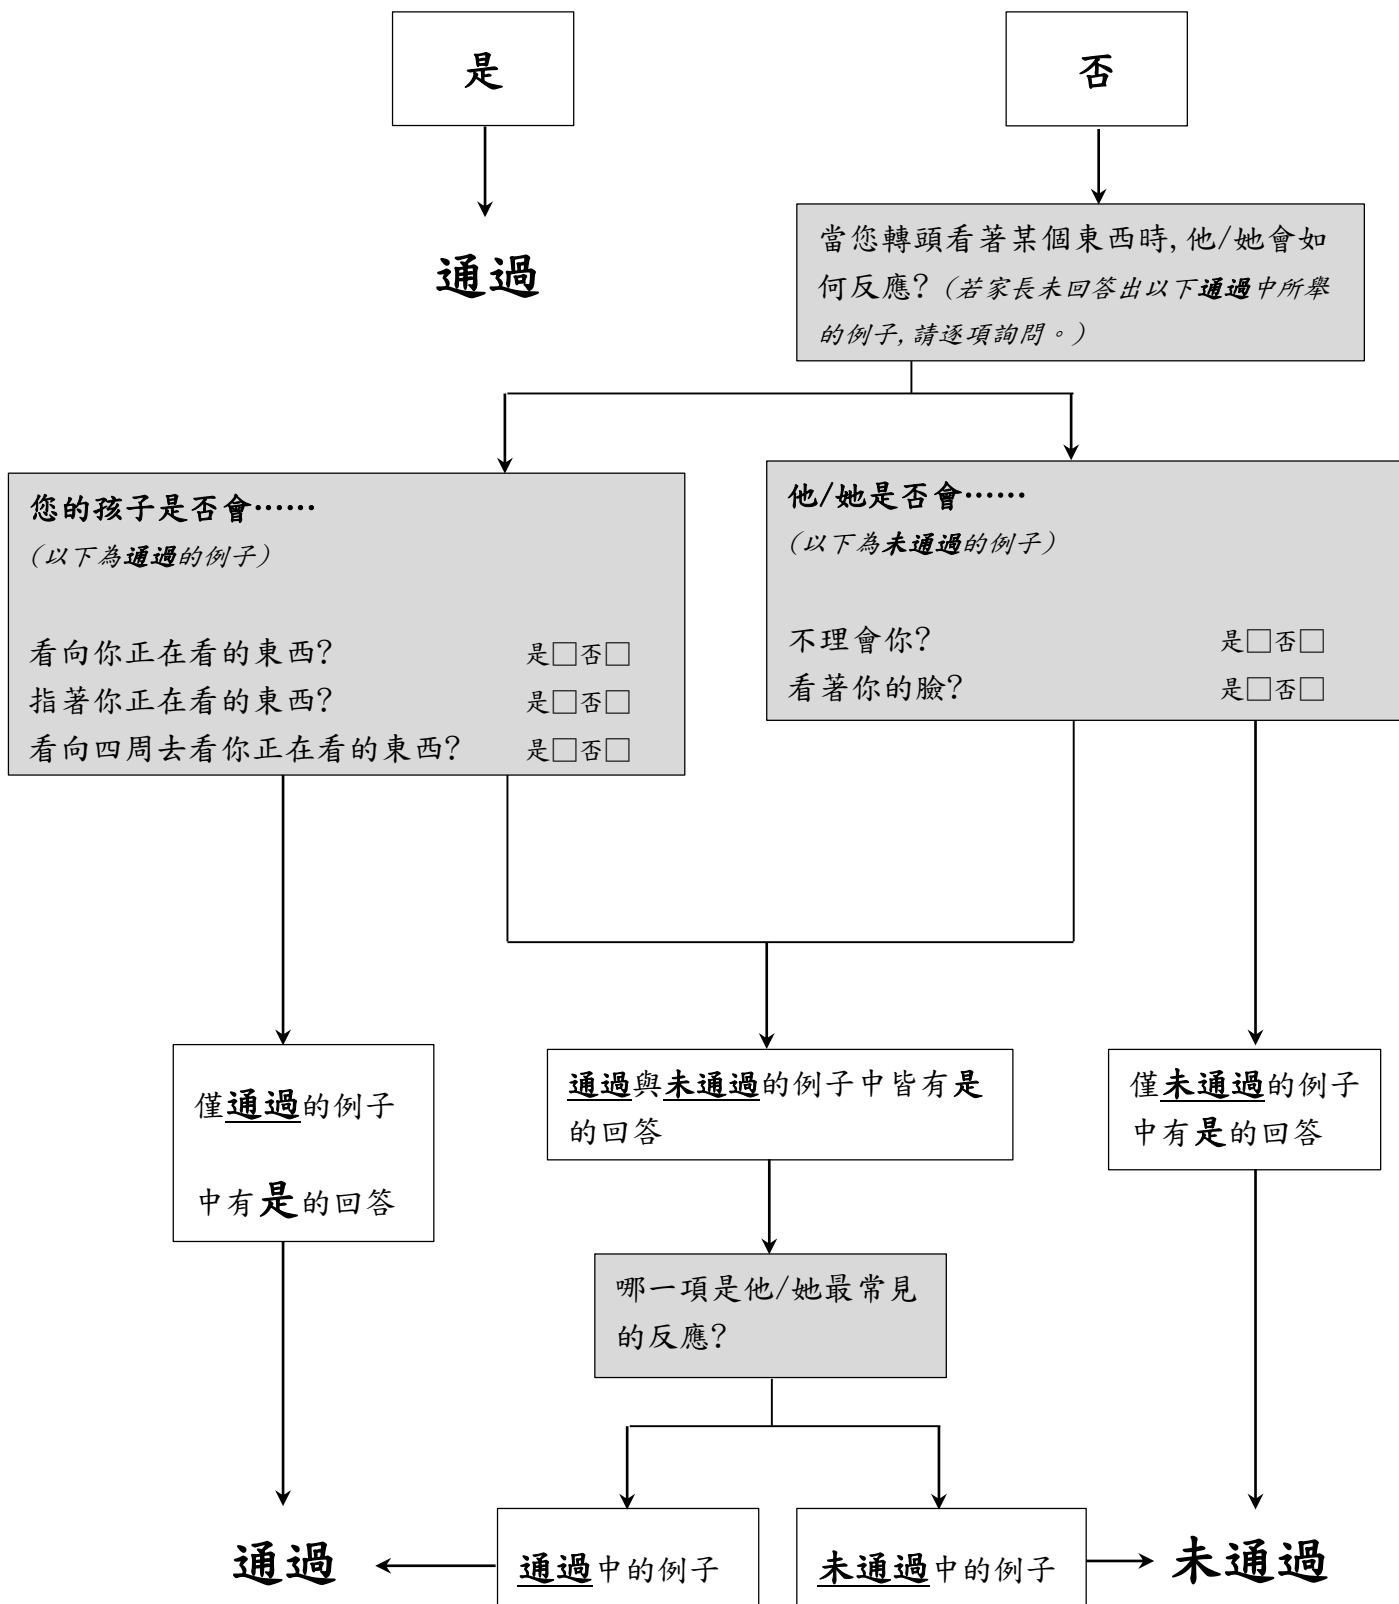 是
否
通過
當您轉頭看著某個東西時,他/她會如
何反應?(若家長未回答出以下通過中所舉
的例子,請逐項詢問。)
您的孩子是否會……
(以下為通過的例子)
看向你正在看的東西? 是□否□
指著你正在看的東西? 是□否□
看向四周去看你正在看的東西? 是□否□
他/她是否會……
(以下為未通過的例子)
不理會你? 是□否□
看著你的臉? 是□否□
僅通過的例子
中有是的回答
通過與未通過的例子中皆有是
的回答
僅未通過的例子
中有是的回答
哪一項是他/她最常見
的反應?
通過
通過中的例子
未通過中的例子
未通過